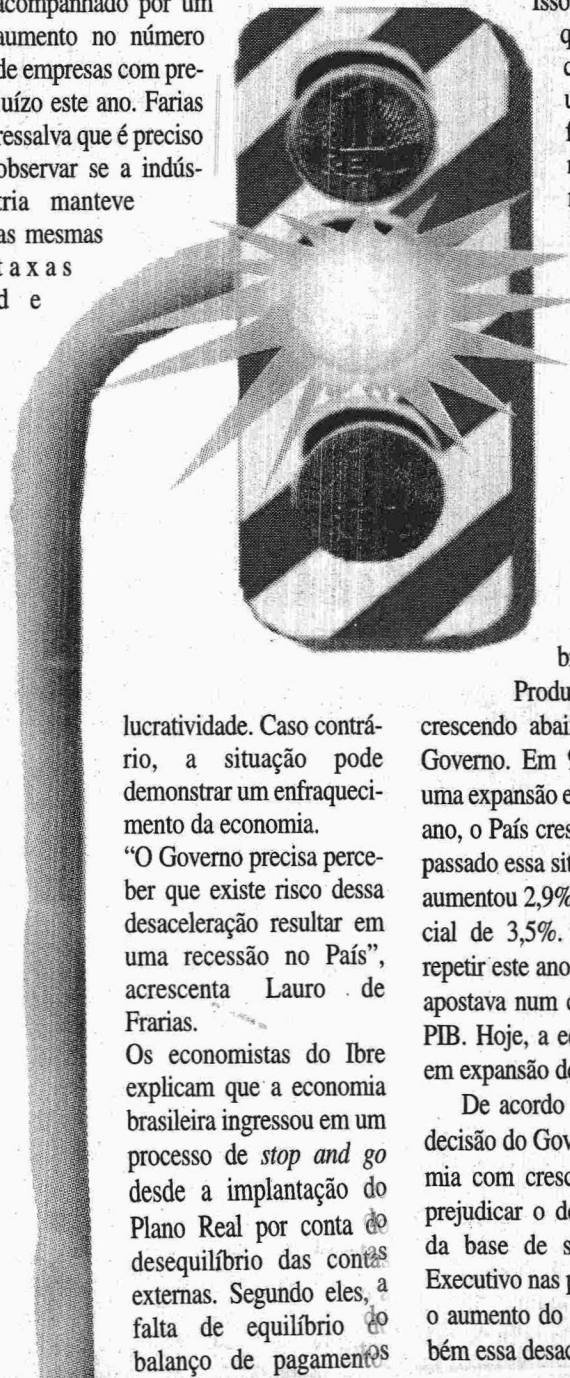 acompanhado por um
aumento no número
de empresas com pre-
uízo este ano. Farias
ressalva que é preciso
observar se a indús-
tria manteve
as mesmas
taxas
de
lucratividade. Caso contrá-
rio, a situação pode
demonstrar um enfraqueci-
mento da economia.
“O Governo precisa perce-
ber que existe risco dessa
desaceleração resultar em
uma recessão no País”,
acrescenta Lauro de
Frarias.
Os economistas do Ibre
explicam que a economia
brasileira ingressou em um
processo de stop and go
desde a implantação do
Plano Real por conta do
desequilíbrio das contas
externas. Segundo eles, a
falta de equilíbrio do
balanço de pagamentos
Isso
Produ
crescendo abai
Governo. Em 9
uma expansão e
ano, o País cres
passado essa sit
aumentou 2,9%
cial de 3,5%.
repetir este ano
apostava num
PIB. Hoje, a e
em expansão de
De acordo
decisão do Gov
mia com cresc
prejudicar o de
da base de s
Executivo nas p
o aumento do
bém essa desac